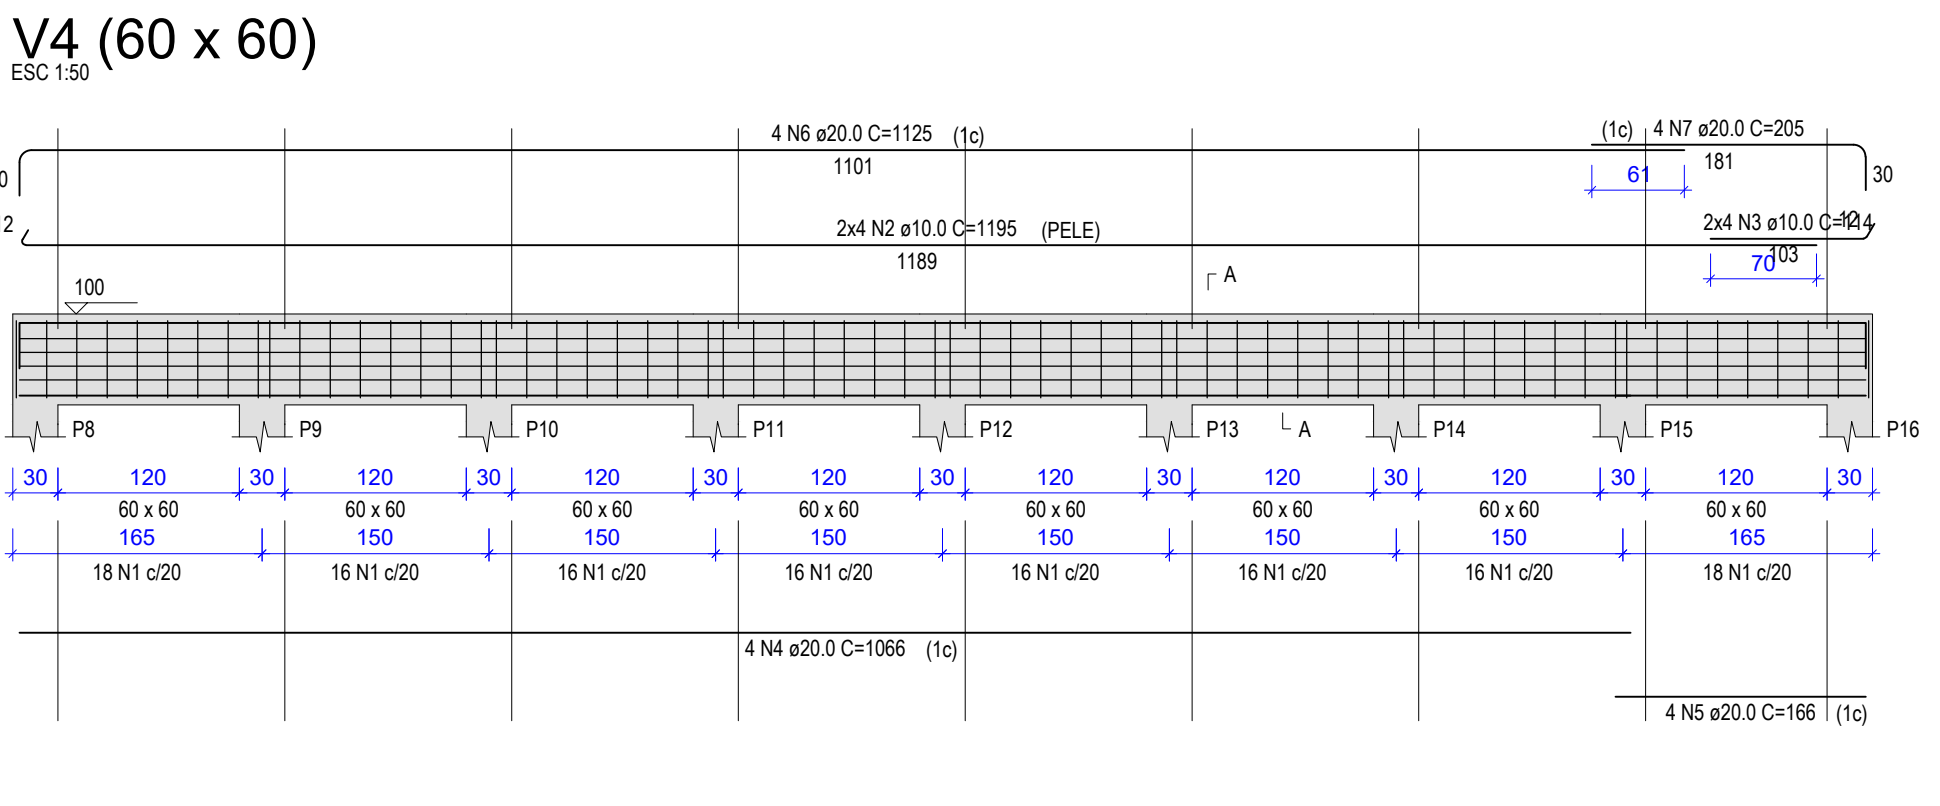 V4 (60 x 60)
ESC 1:50
4 N6 ø20.0 C=1125 (1c)
(1c) 4 N7 ø20.0 C=205
1101
181
61
30
0
12
2x4 N2 ø10.0 C=1195 (PELE)
2x4 N3 ø10.0 C=114
12
1189
103
70
A
100
P8 P9 P10 P11 P12 P13 A P14 P15 P16
30 120 30 120 30 120 30 120 30 120 30 120 30 120 30 120 30
60 x 60 60 x 60 60 x 60 60 x 60 60 x 60 60 x 60 60 x 60 60 x 60
165 150 150 150 150 150 150 165
18 N1 c/20 16 N1 c/20 16 N1 c/20 16 N1 c/20 16 N1 c/20 16 N1 c/20 16 N1 c/20 18 N1 c/20
4 N4 ø20.0 C=1066 (1c)
4 N5 ø20.0 C=166 (1c)